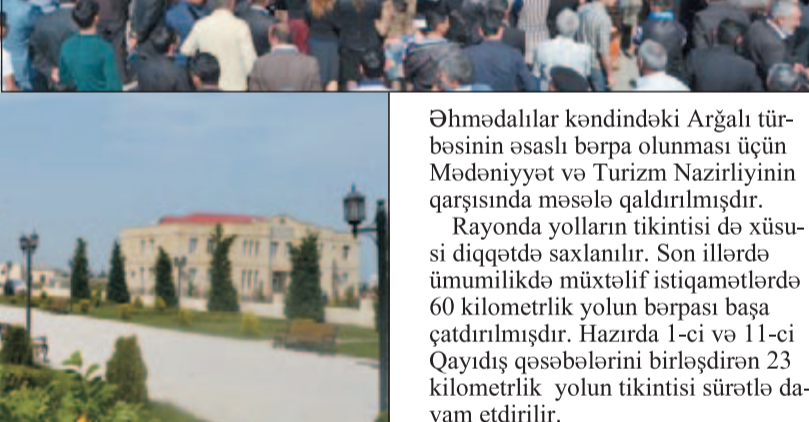 Əhmədalılar kəndindəki Arğalı tür-
bəsinin əsaslı bərpa olunması üçün
Mədəniyyət və Turizm Nazirliyinin
qarşısında məsələ qaldırılmışdır.
Rayonda yolların tikintisi də xüsu-
si diqqətdə saxlanılır. Son illərdə
ümumilikdə müxtəlif istiqamətlərdə
60 kilometrlik yolun bərpası başa
çatdırılmışdır. Hazırda 1-ci və 11-ci
Qayıdış qəsəbələrini birləşdirən 23
kilometrlik yolun tikintisi sürətlə da-
vam etdirilir.